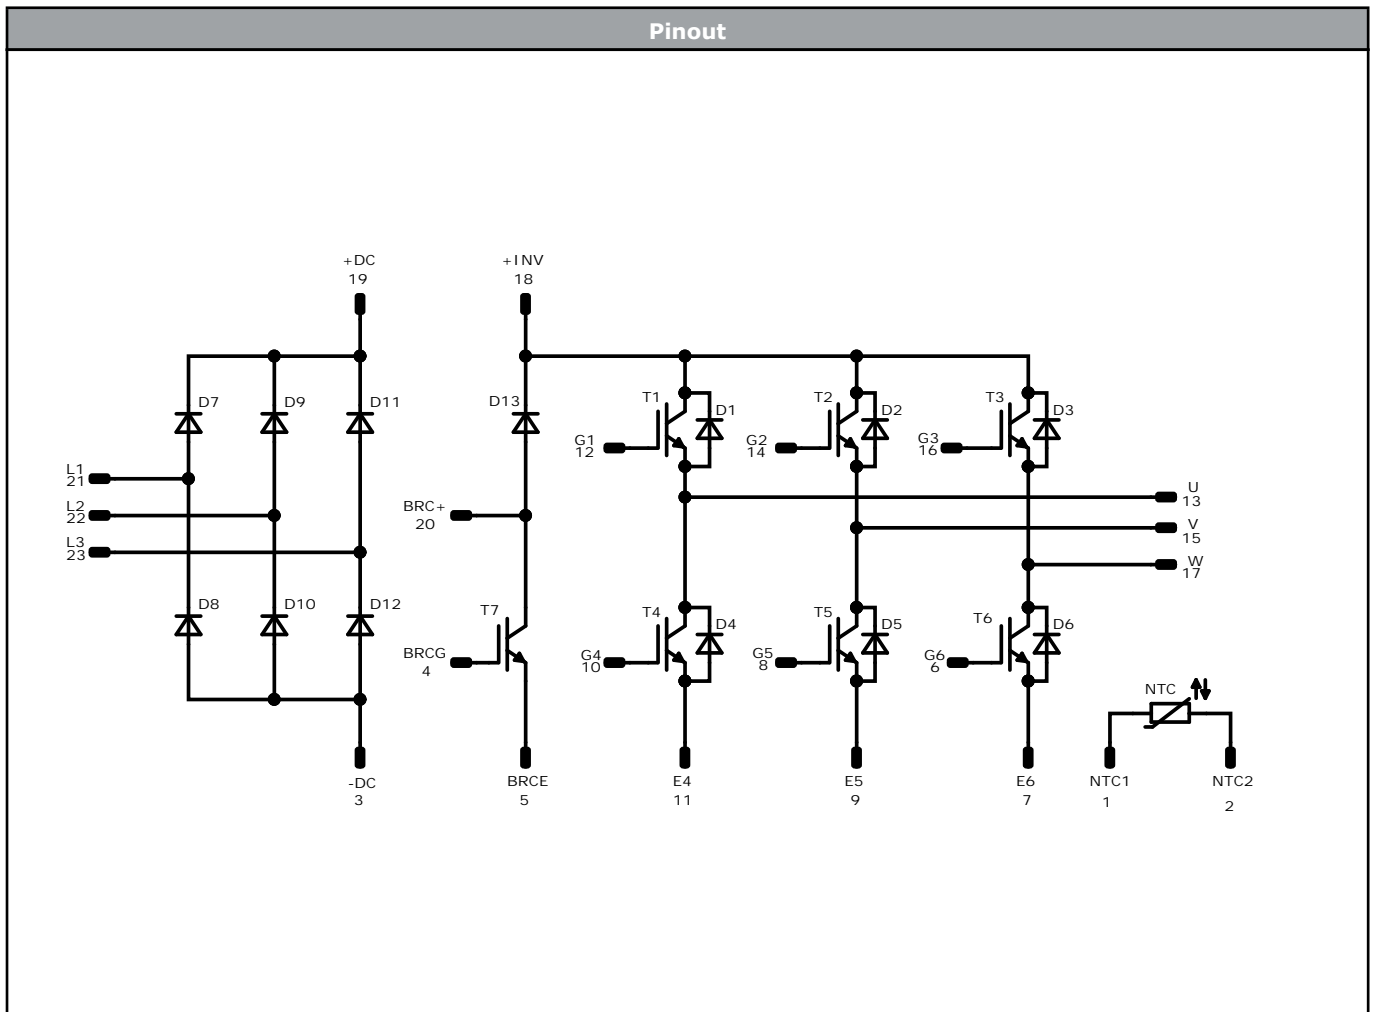 Pinout
+DC
19
+INV
18
D7
D9
D11
D13
T1
D1
T2
D2
T3
D3
G1
12
G2
14
G3
16
L1
21
L2
22
L3
23
BRC+
20
U
13
V
15
W
17
D8
D10
D12
T7
T4
D4
T5
D5
T6
D6
BRCG
4
G4
10
G5
8
G6
6
NTC
-DC
3
BRCE
5
E4
11
E5
9
E6
7
NTC1
1
NTC2
2